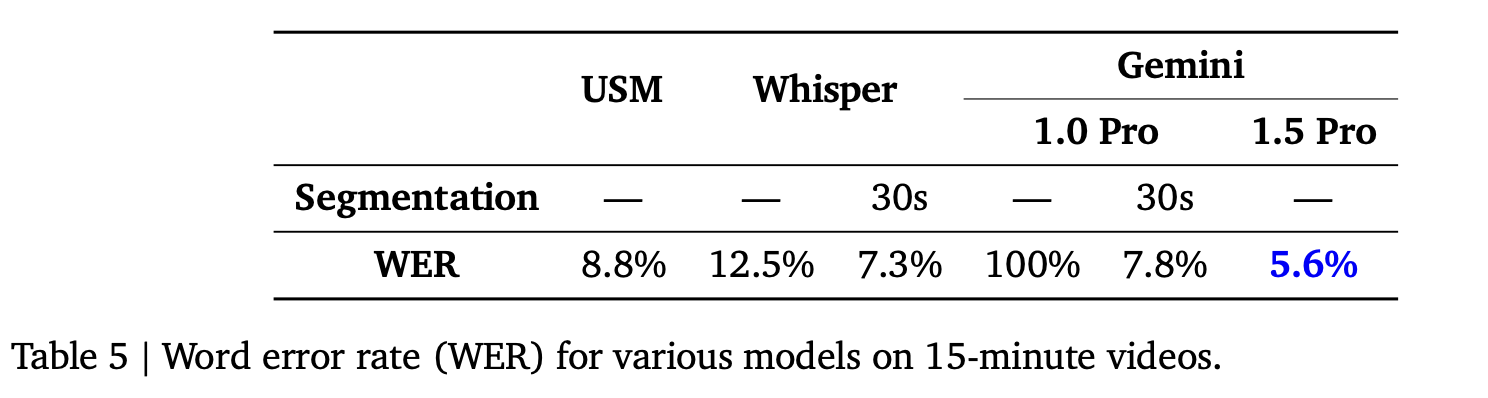 USM Whisper Gemini
1.0 Pro 1.5 Pro
Segmentation — — 30s — 30s —
WER 8.8% 12.5% 7.3% 100% 7.8% 5.6%
Table 5 | Word error rate (WER) for various models on 15-minute videos.